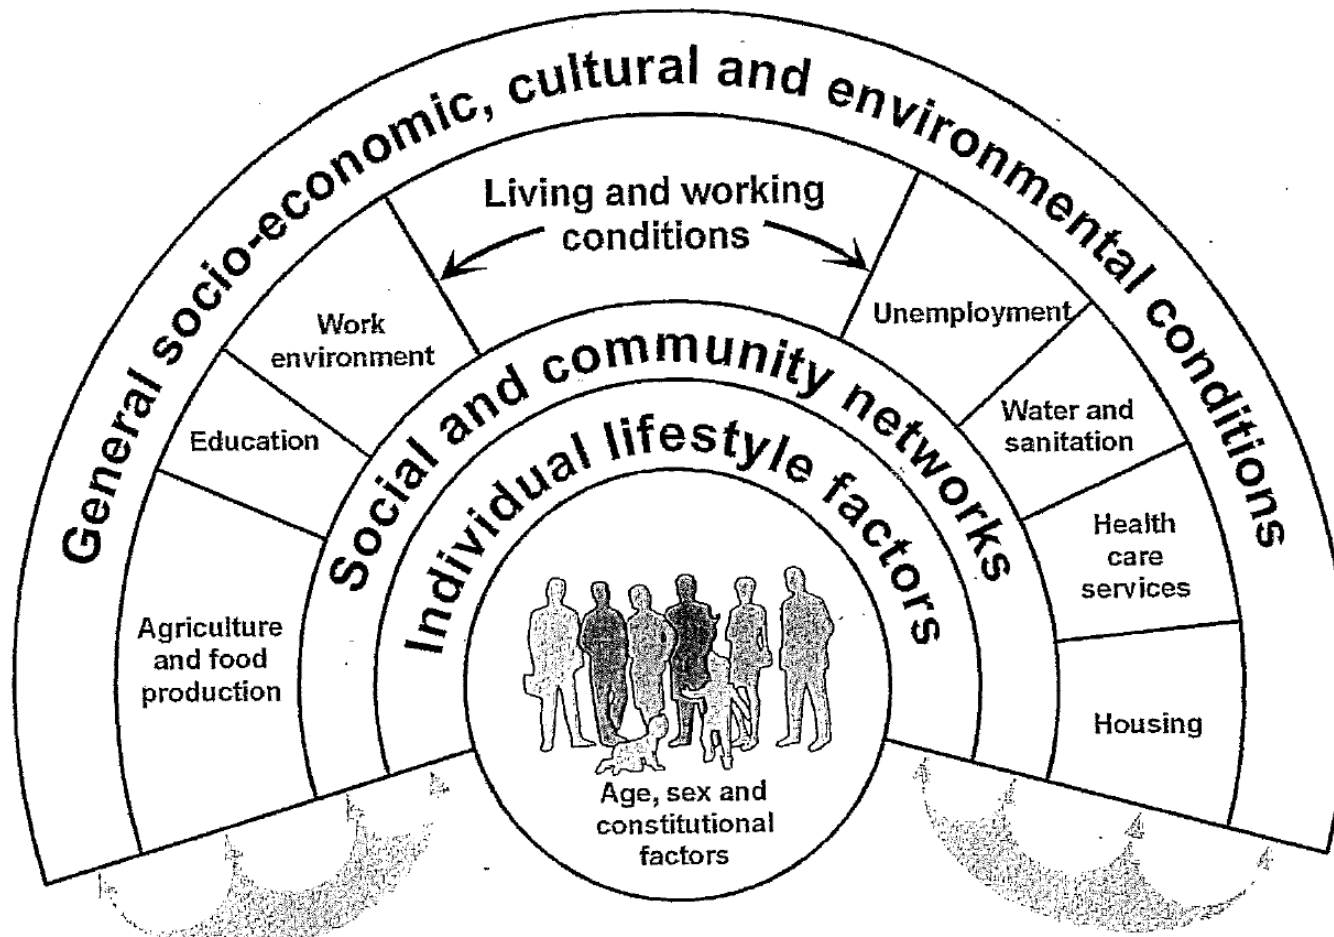 General socio-economic, cultural and environmental conditions
Living and working
conditions
Work
environment
Unemployment
Education
Water and
sanitation
Agriculture
and food
production
Health
care
services
Housing
Social and community networks
Individual lifestyle factors
Age, sex and
constitutional
factors